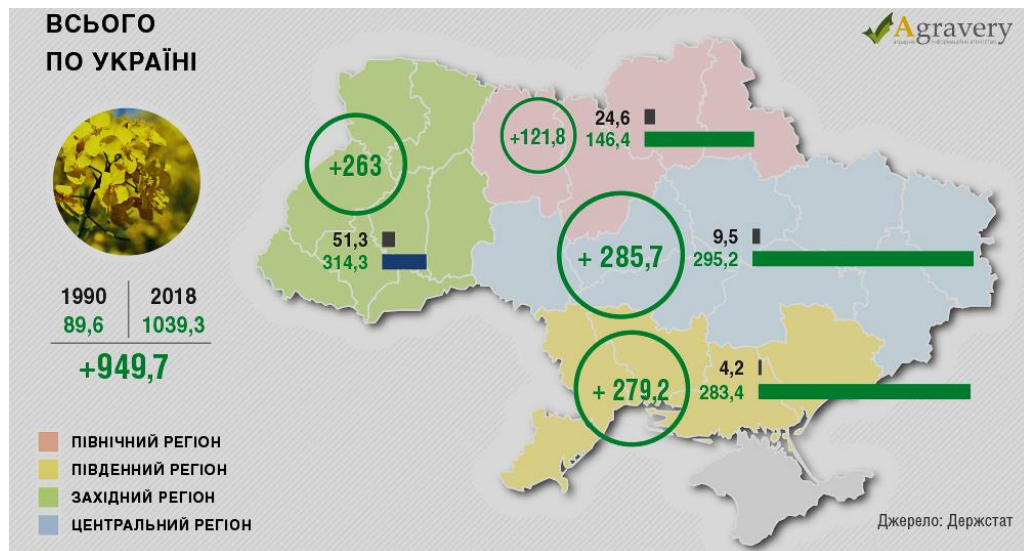 ВСЬОГО
ПО УКРАЇНІ
Agravery
+263
51,3
314,3
+121,8
24,6
146,4
+ 285,7
9,5
295,2
+ 279,2
4,2
283,4
1990 2018
89,6 1039,3
+949,7
ПІВНІЧНИЙ РЕГІОН
ПІВДЕННИЙ РЕГІОН
ЗАХІДНИЙ РЕГІОН
ЦЕНТРАЛЬНИЙ РЕГІОН
Джерело: Держстат